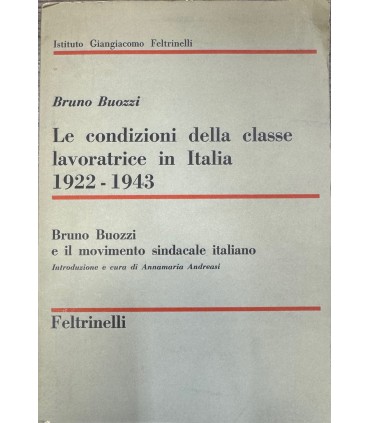 Istituto Giangiacomo Feltrinelli
Bruno Buozzi
Le condizioni della classe
lavoratrice in Italia
1922 - 1943
Bruno Buozzi
e il movimento sindacale italiano
Introduzione e cura di Annamaria Andreasi
Feltrinelli